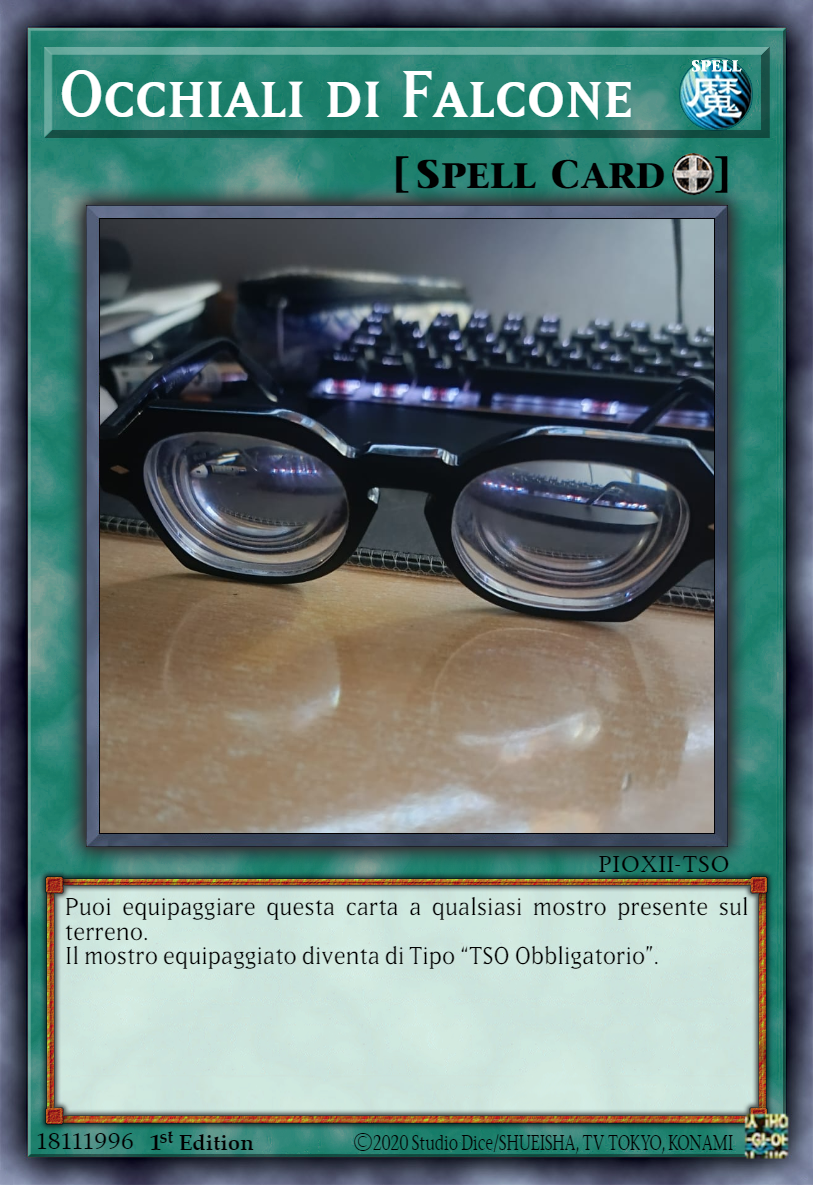 OCCHIALI DI FALCONE
SPELL
魔
[SPELL CARD]
PIOXII-TSO
Puoi equipaggiare questa carta a qualsiasi mostro presente sul
terreno.
Il mostro equipaggiato diventa di Tipo “TSO Obbligatorio”.
18111996 1st Edition ©2020 Studio Dice/SHUEISHA, TV TOKYO, KONAMI